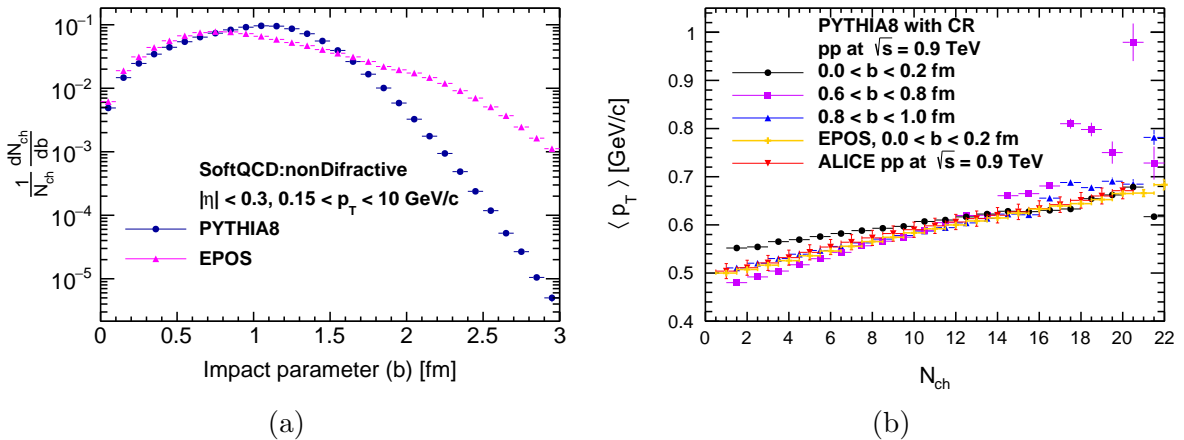 10⁻¹
10⁻²
10⁻³
10⁻⁴
10⁻⁵
1/N_ch dN_ch/db
SoftQCD:nonDifractive
|η| < 0.3, 0.15 < p_T < 10 GeV/c
PYTHIA8
EPOS
0 0.5 1 1.5 2 2.5 3
Impact parameter (b) [fm]
(a)
1
0.9
0.8
0.7
0.6
0.5
0.4
⟨ p_T ⟩ [GeV/c]
PYTHIA8 with CR
pp at √s = 0.9 TeV
0.0 < b < 0.2 fm
0.6 < b < 0.8 fm
0.8 < b < 1.0 fm
EPOS, 0.0 < b < 0.2 fm
ALICE pp at √s = 0.9 TeV
0 2 4 6 8 10 12 14 16 18 20 22
N_ch
(b)